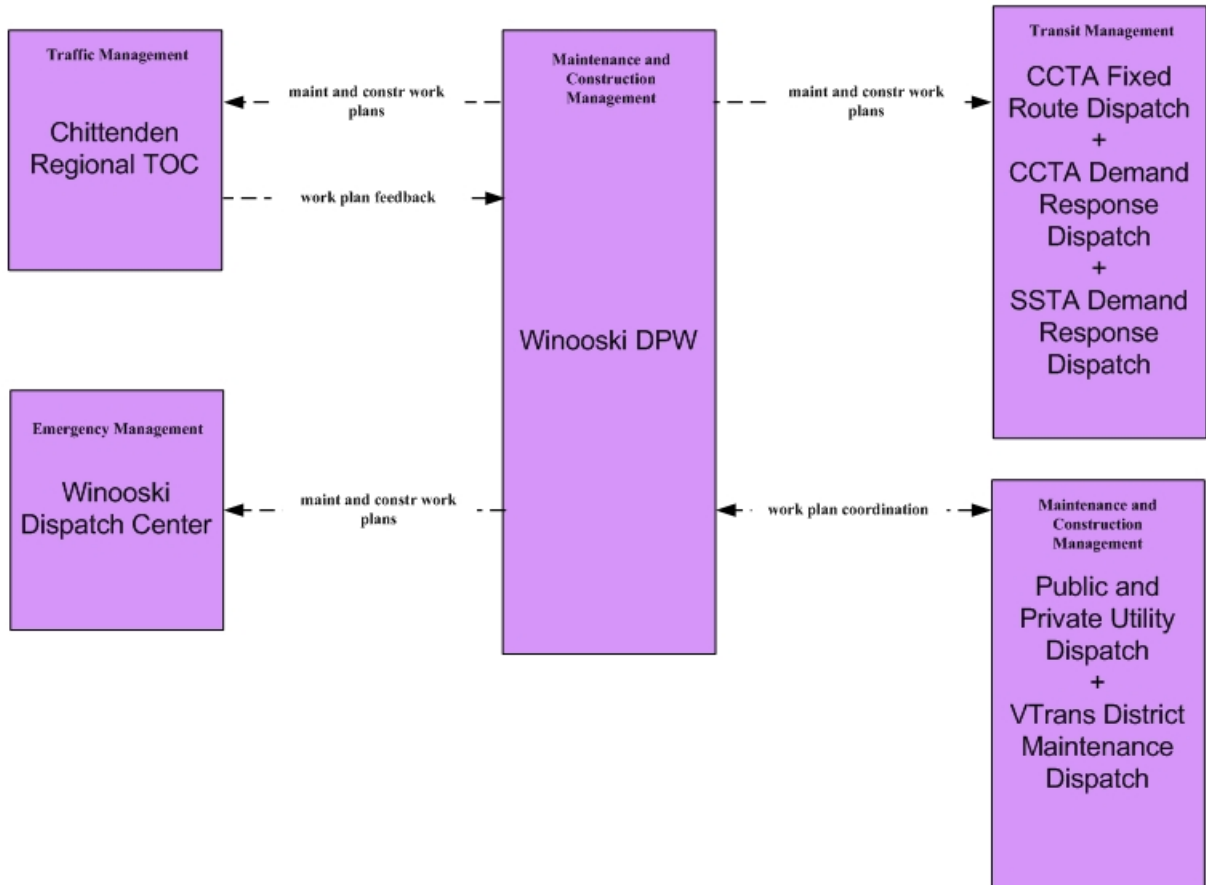 Traffic Management
Chittenden
Regional TOC
maint and constr work
plans
work plan feedback
Emergency Management
Winooski
Dispatch Center
maint and constr work
plans
Maintenance and
Construction
Management
Winooski DPW
maint and constr work
plans
work plan coordination
Transit Management
CCTA Fixed
Route Dispatch
+
CCTA Demand
Response
Dispatch
+
SSTA Demand
Response
Dispatch
Maintenance and
Construction
Management
Public and
Private Utility
Dispatch
+
VTrans District
Maintenance
Dispatch